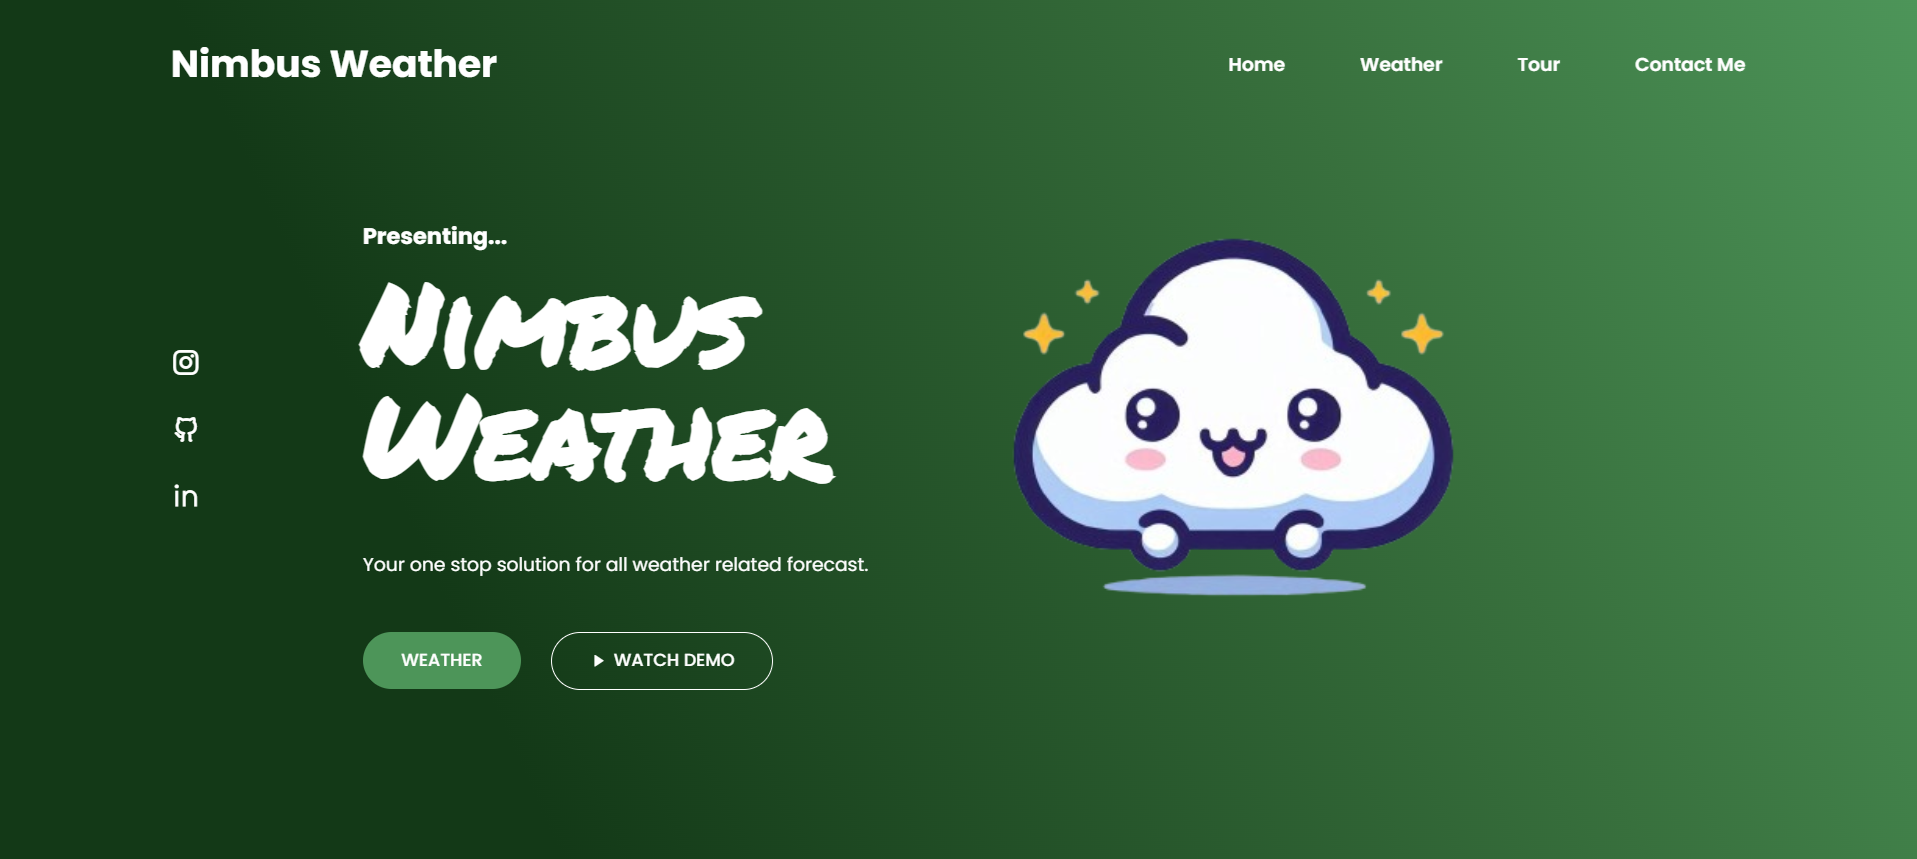 Nimbus Weather
Home Weather Tour Contact Me
Presenting...
NIMBUS
WEATHER
in
Your one stop solution for all weather related forecast.
WEATHER WATCH DEMO